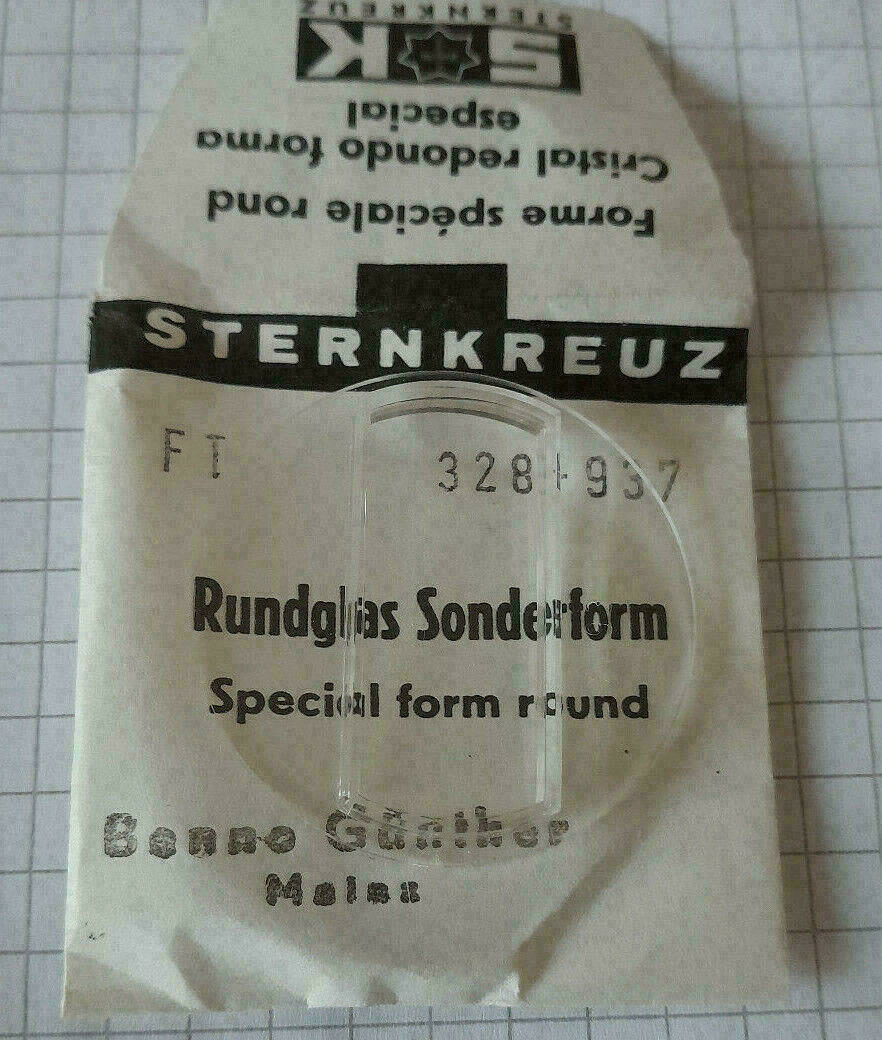 Forme spéciale rond
Cristal redondo forma
especial
SK
STERNKREUZ
STERNKREUZ
FT 328-937
Rundglas Sonderform
Special form round
Benno Günther
Mainz